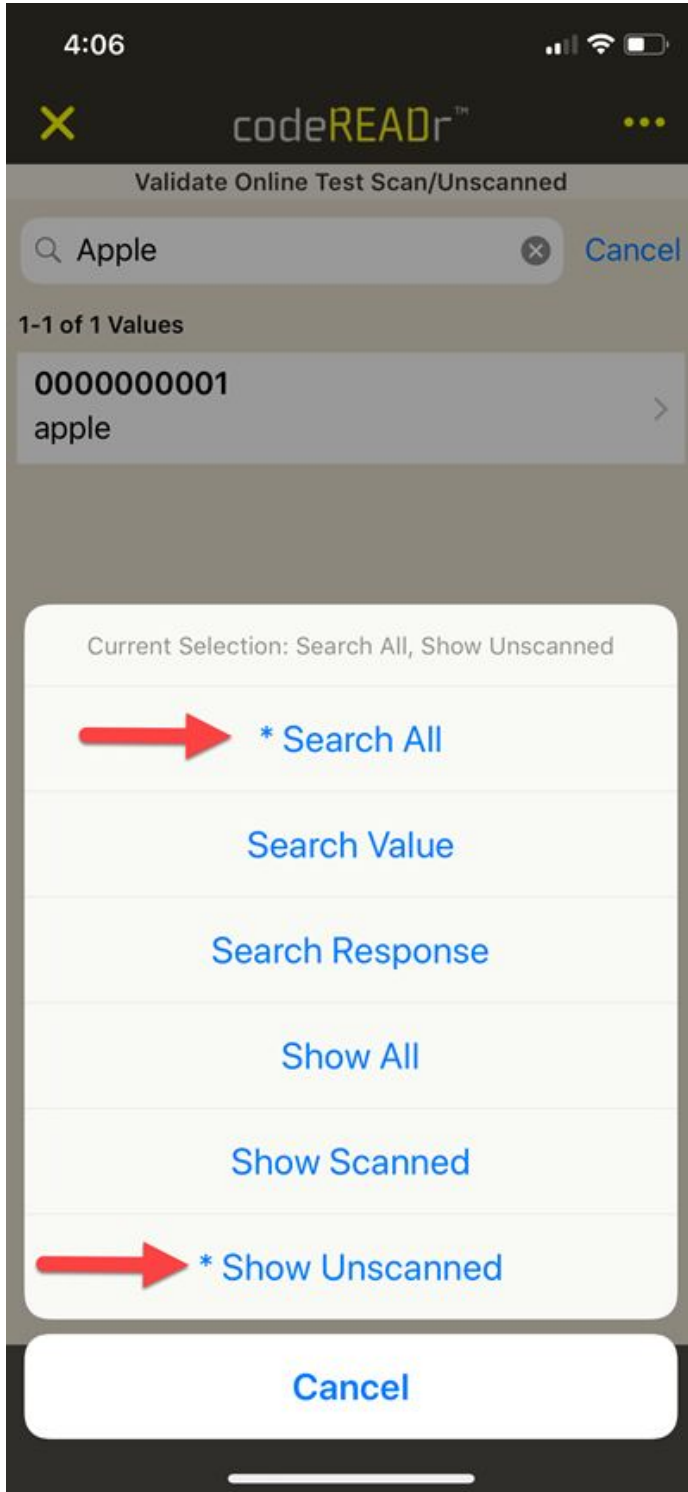 4:06
codeREADr™
Validate Online Test Scan/Unscanned
Apple Cancel
1-1 of 1 Values
0000000001
apple
Current Selection: Search All, Show Unscanned
* Search All
Search Value
Search Response
Show All
Show Scanned
* Show Unscanned
Cancel